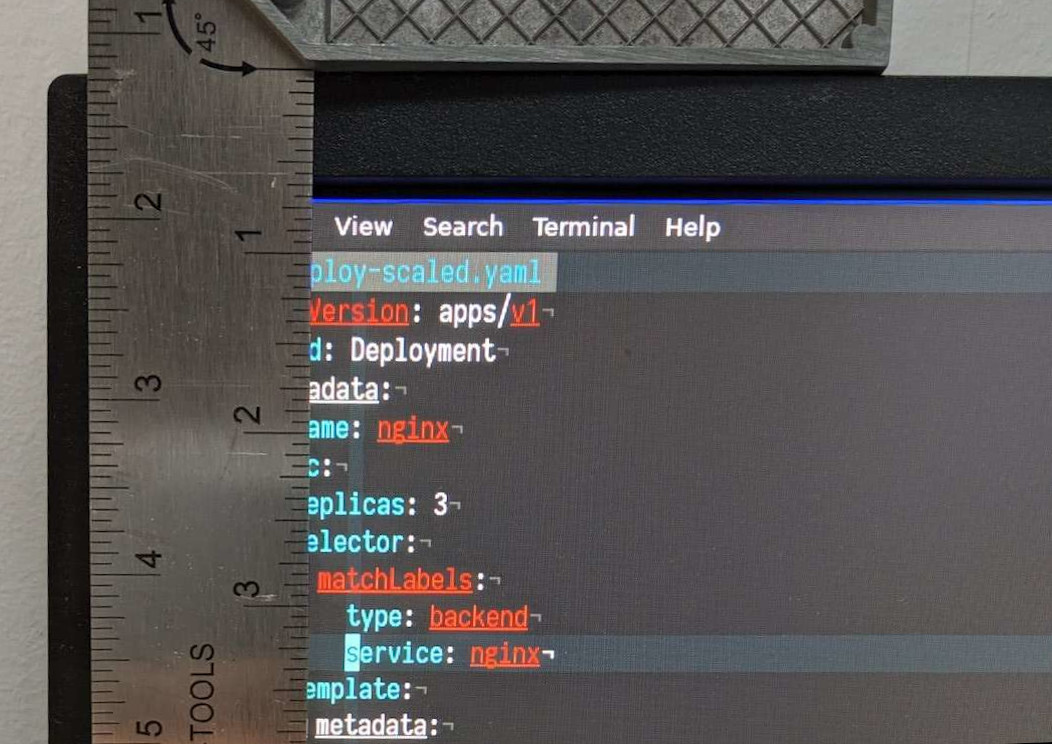 1
45°
2
1
3
2
4
3
5
-TOOLS
View Search Terminal Help
ploy-scaled.yaml
Version: apps/v1¬
d: Deployment¬
adata:¬
ame: nginx¬
c:¬
eplicas: 3¬
elector:¬
matchLabels:¬
type: backend¬
service: nginx¬
emplate:¬
metadata:¬